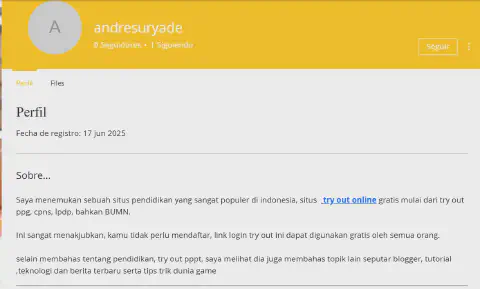 A
andresuryade
0 Seguidores • 1 Siguiendo
Seguir
Perfil
Files
Perfil
Fecha de registro: 17 jun 2025
Sobre...
Saya menemukan sebuah situs pendidikan yang sangat populer di indonesia, situs try out online gratis mulai dari try out
ppg, cpns, lpdp, bahkan BUMN.
Ini sangat menakjubkan, kamu tidak perlu mendaftar, link login try out ini dapat digunakan gratis oleh semua orang.
selain membahas tentang pendidikan, try out pppt, saya melihat dia juga membahas topik lain seputar blogger, tutorial
,teknologi dan berita terbaru serta tips trik dunia game